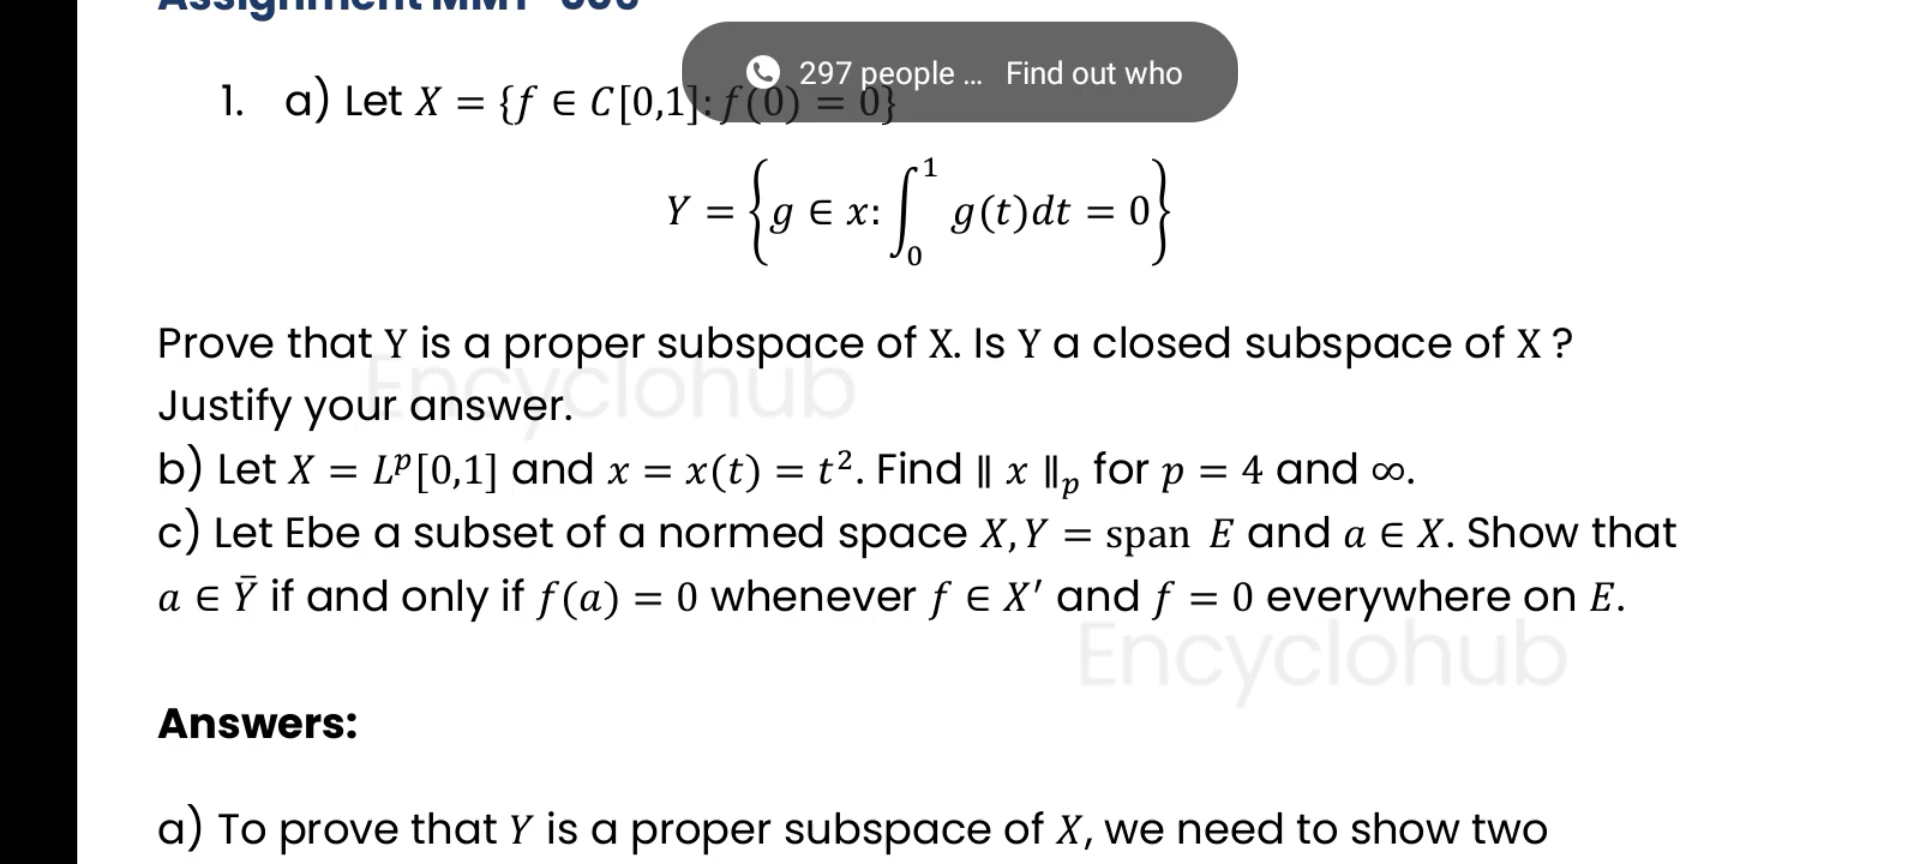 Assignment MMT-006
297 people ... Find out who
1. a) Let X = {f ∈ C[0,1]: f(0) = 0}
Y = {g ∈ x: ∫₀¹ g(t)dt = 0}
Prove that Y is a proper subspace of X. Is Y a closed subspace of X ?
Encyclohub
Justify your answer.
b) Let X = Lᵖ[0,1] and x = x(t) = t². Find ‖ x ‖ₚ for p = 4 and ∞.
c) Let Ebe a subset of a normed space X, Y = span E and a ∈ X. Show that
a ∈ Ȳ if and only if f(a) = 0 whenever f ∈ X′ and f = 0 everywhere on E.
Encyclohub
Answers:
a) To prove that Y is a proper subspace of X, we need to show two